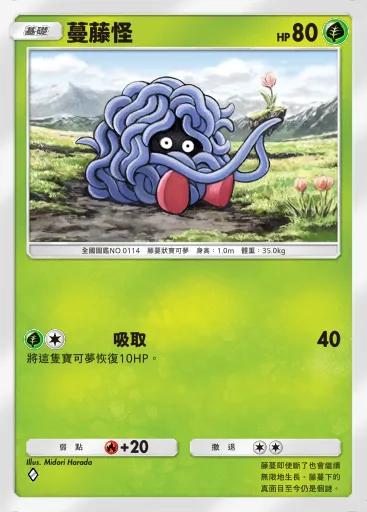 基礎 蔓藤怪 HP 80
全國圖鑑NO.0114 藤蔓狀寶可夢 身高：1.0m 體重：35.0kg
吸取 40
將這隻寶可夢恢復10HP。
弱點 +20 撤退
Illus. Midori Harada
藤蔓即使斷了也會繼續
無限地生長。藤蔓下的
真面目至今仍是個謎。